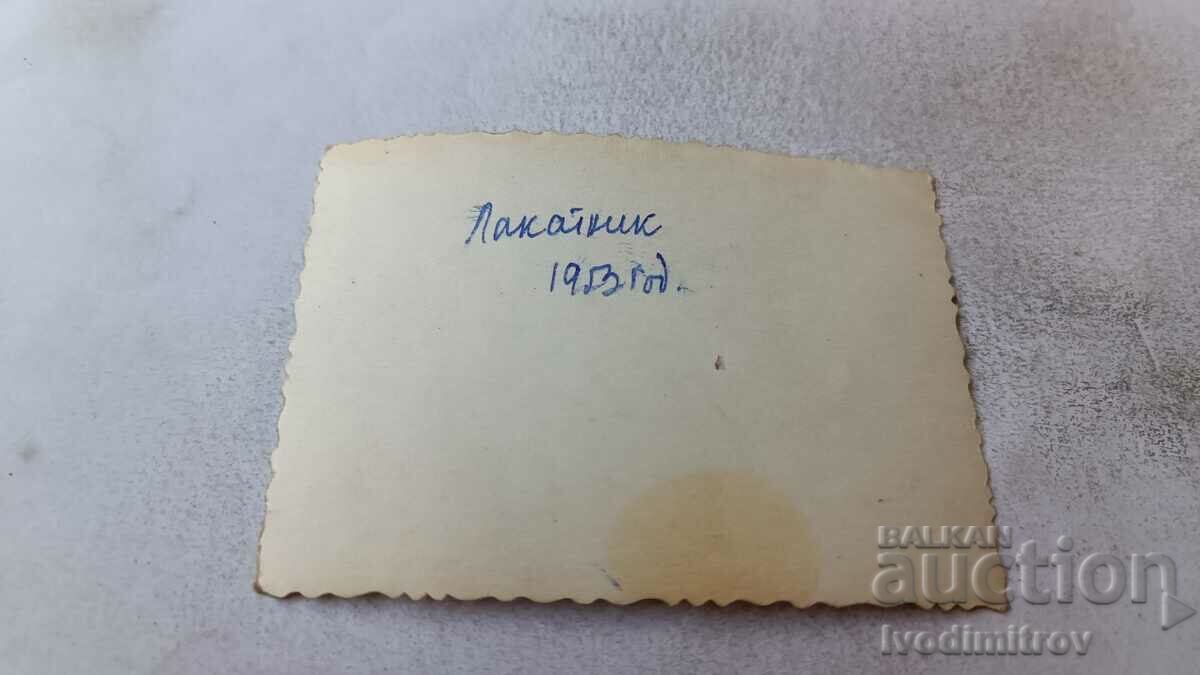 Лакатник
1953 год.
BALKAN
auction
Ivodimitrov